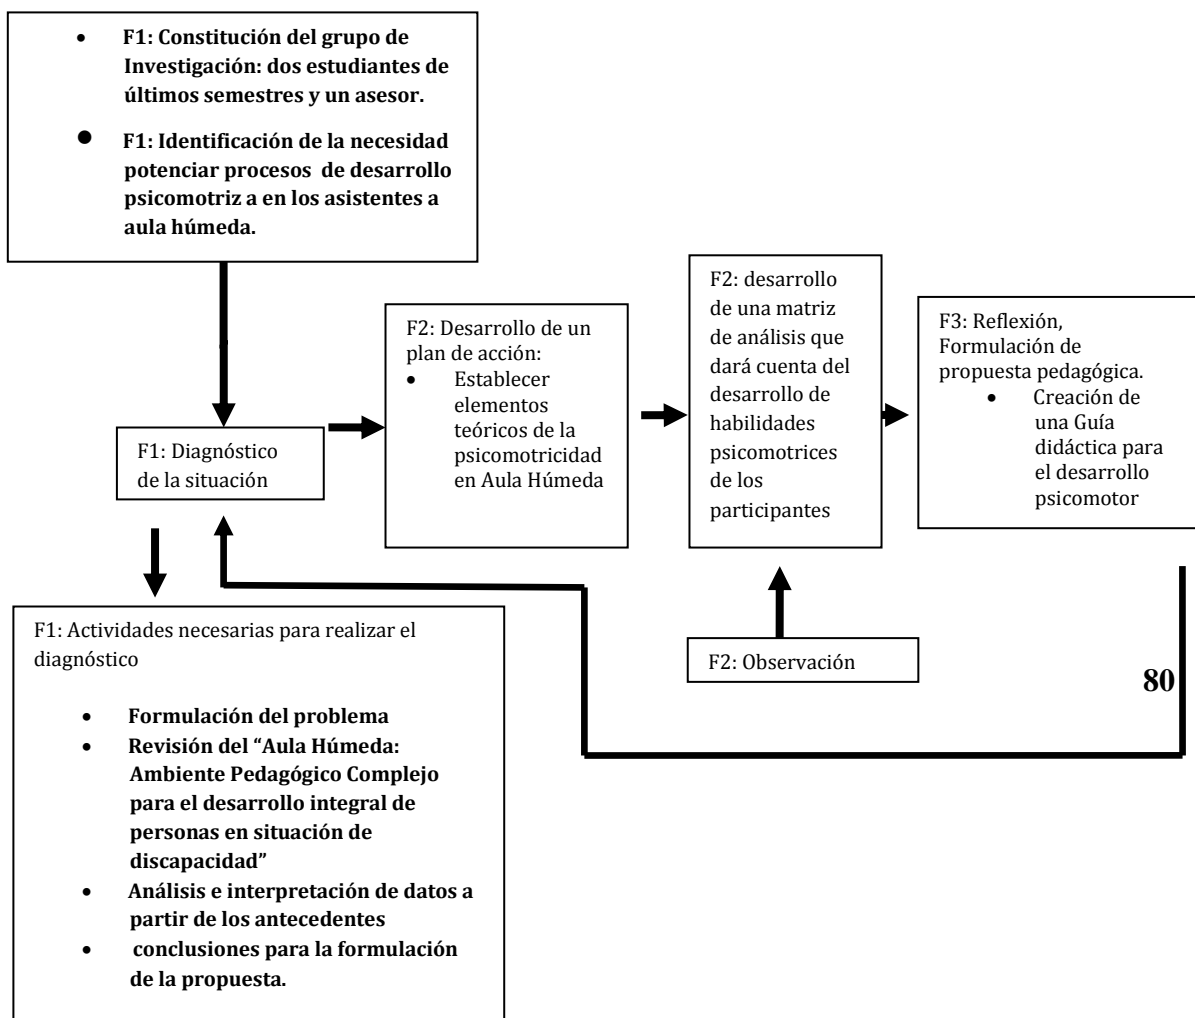 • F1: Constitución del grupo de
Investigación: dos estudiantes de
últimos semestres y un asesor.
• F1: Identificación de la necesidad
potenciar procesos  de desarrollo
psicomotriz a en los asistentes a
aula húmeda.
F1: Diagnóstico
de la situación
F2: Desarrollo de un
plan de acción:
• Establecer
elementos
teóricos de la
psicomotricidad
en Aula Húmeda
F2: desarrollo
de una matriz
de análisis que
dará cuenta del
desarrollo de
habilidades
psicomotrices
de los
participantes
F3: Reflexión,
Formulación de
propuesta pedagógica.
• Creación de
una Guía
didáctica para
el desarrollo
psicomotor
F2: Observación
80
F1: Actividades necesarias para realizar el
diagnóstico
• Formulación del problema
• Revisión del “Aula Húmeda:
Ambiente Pedagógico Complejo
para el desarrollo integral de
personas en situación de
discapacidad”
• Análisis e interpretación de datos a
partir de los antecedentes
• conclusiones para la formulación
de la propuesta.